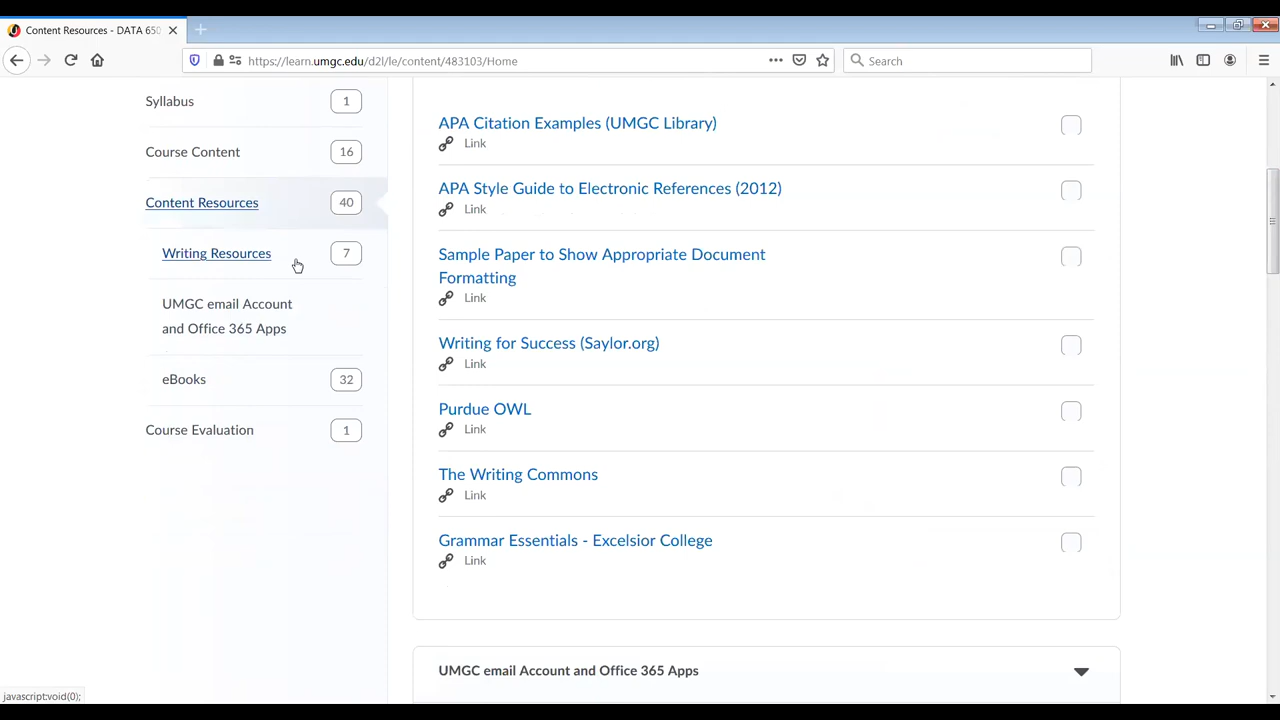 Content Resources - DATA 650
https://learn.umgc.edu/d2l/le/content/483103/Home
Search
Syllabus
1
Course Content
16
Content Resources
40
Writing Resources
7
UMGC email Account
and Office 365 Apps
eBooks
32
Course Evaluation
1
APA Citation Examples (UMGC Library)
Link
APA Style Guide to Electronic References (2012)
Link
Sample Paper to Show Appropriate Document
Formatting
Link
Writing for Success (Saylor.org)
Link
Purdue OWL
Link
The Writing Commons
Link
Grammar Essentials - Excelsior College
Link
UMGC email Account and Office 365 Apps
javascript:void(0);